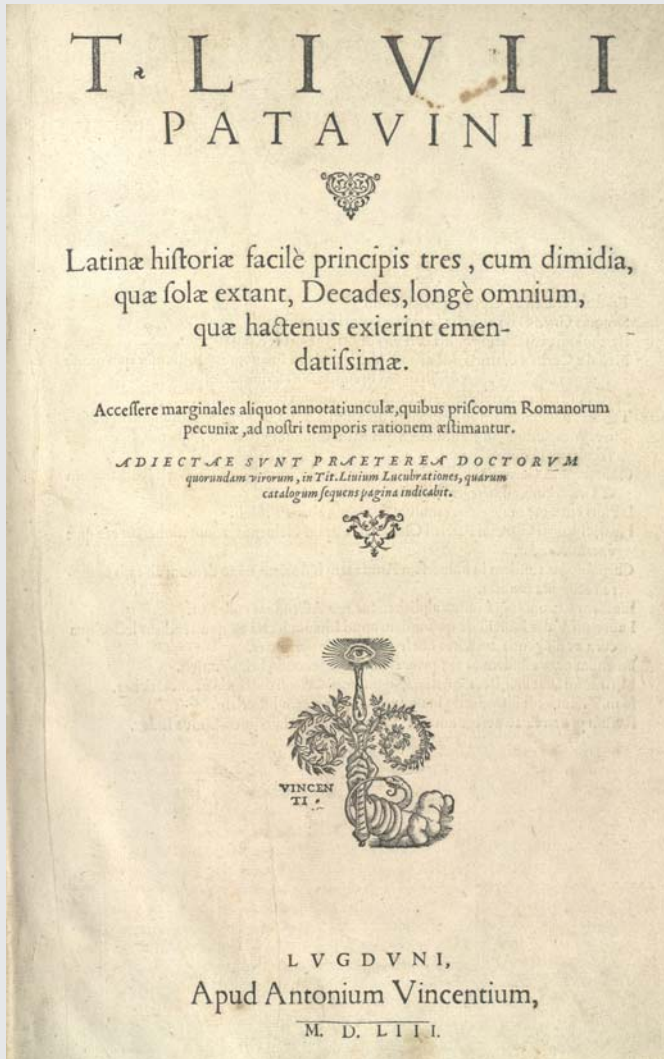 T. LIVII
PATAVINI
Latinæ hiſtoriæ facilè principis tres, cum dimidia,
quæ ſolæ extant, Decades, longè omnium,
quæ hactenus exierint emen-
datiſsimæ.
Acceſſere marginales aliquot annotatiunculæ, quibus priſcorum Romanorum
pecuniæ, ad noſtri temporis rationem æſtimantur.
ADIECTAE SVNT PRAETEREA DOCTORVM
quorundam virorum, in Tit. Liuium Lucubrationes, quarum
catalogum ſequens pagina indicabit.
VINCEN
TI.
LVGDVNI,
Apud Antonium Vincentium,
M. D. LIII.